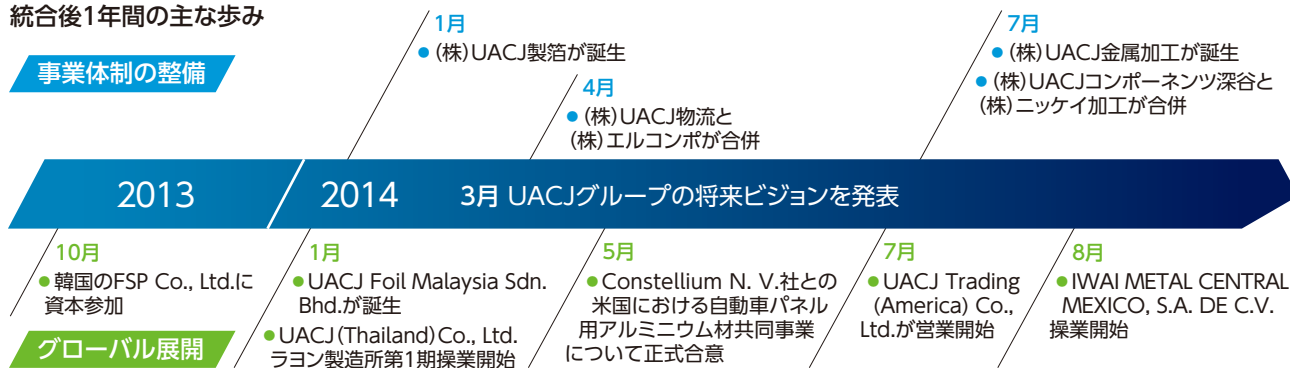 統合後1年間の主な歩み
事業体制の整備
1月
● (株)UACJ製箔が誕生
4月
● (株)UACJ物流と
(株)エルコンポが合併
7月
● (株)UACJ金属加工が誕生
● (株)UACJコンポーネンツ深谷と
(株)ニッケイ加工が合併
2013
2014
3月 UACJグループの将来ビジョンを発表
10月
● 韓国のFSP Co., Ltd.に
資本参加
1月
● UACJ Foil Malaysia Sdn.
Bhd.が誕生
● UACJ(Thailand)Co., Ltd.
ラヨン製造所第1期操業開始
5月
● Constellium N. V.社との
米国における自動車パネル
用アルミニウム材共同事業
について正式合意
7月
● UACJ Trading
(America) Co.,
Ltd.が営業開始
8月
● IWAI METAL CENTRAL
MEXICO, S.A. DE C.V.
操業開始
グローバル展開